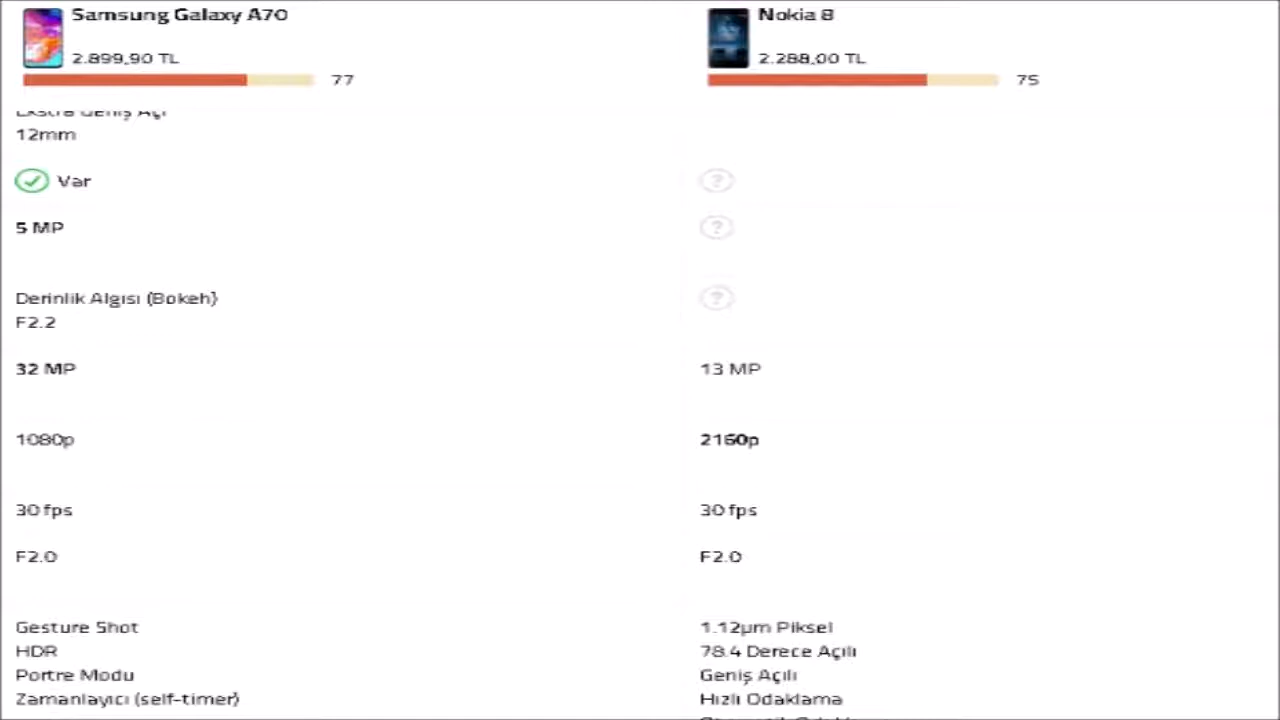 Samsung Galaxy A70
2.899,90 TL
77
Nokia 8
2.288,00 TL
75
Ekstra Geniş Açı
12mm
Var
?
5 MP
?
Derinlik Algısı (Bokeh)
?
F2.2
32 MP
13 MP
1080p
2160p
30 fps
30 fps
F2.0
F2.0
Gesture Shot
1.12µm Piksel
HDR
78.4 Derece Açılı
Portre Modu
Geniş Açılı
Zamanlayıcı (self-timer)
Hızlı Odaklama